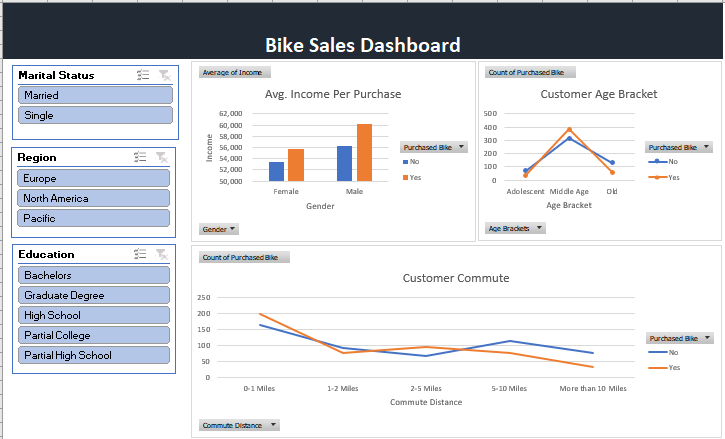 Bike Sales Dashboard
Marital Status
Married
Single
Region
Europe
North America
Pacific
Education
Bachelors
Graduate Degree
High School
Partial College
Partial High School
Average of Income
Avg. Income Per Purchase
62,000
60,000
58,000
56,000
54,000
52,000
50,000
Income
Female
Male
Gender
Purchased Bike
No
Yes
Gender
Count of Purchased Bike
Customer Age Bracket
500
400
300
200
100
0
Adolescent
Middle Age
Old
Age Bracket
Purchased Bike
No
Yes
Age Brackets
Count of Purchased Bike
Customer Commute
250
200
150
100
50
0
0-1 Miles
1-2 Miles
2-5 Miles
5-10 Miles
More than 10 Miles
Commute Distance
Purchased Bike
No
Yes
Commute Distance